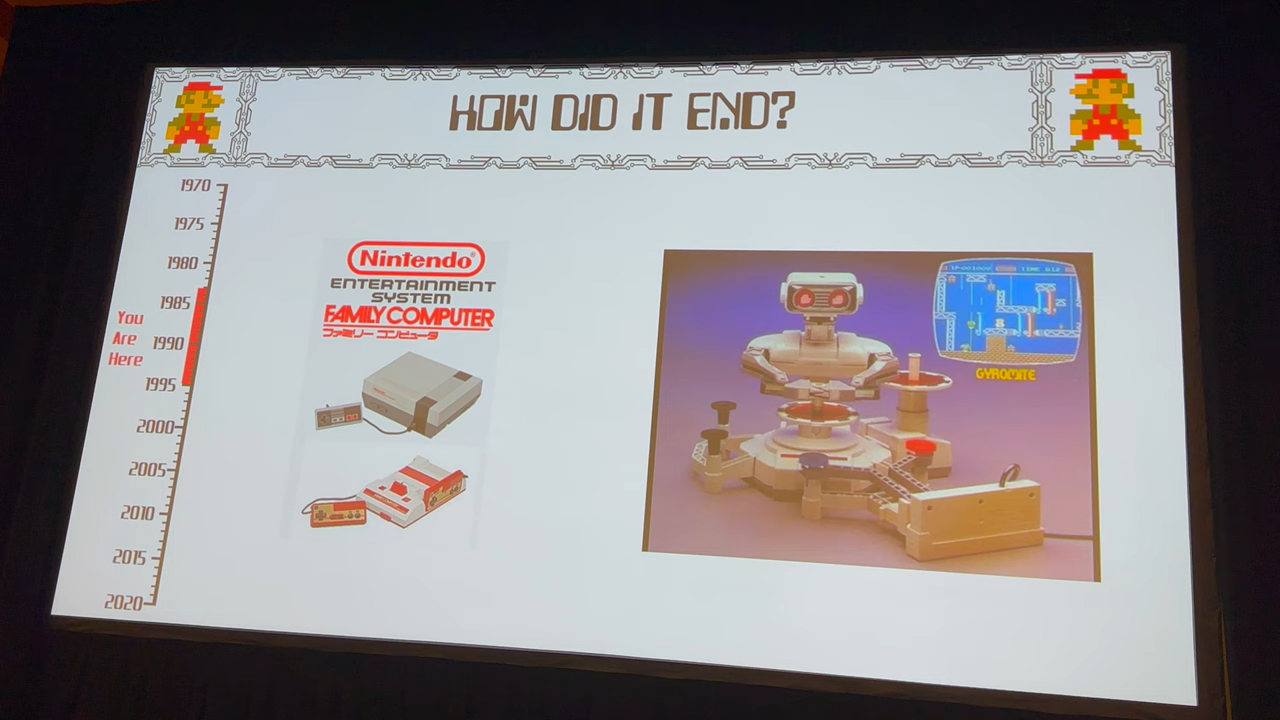 HOW DID IT END?
1970
1975
1980
1985
1990
1995
2000
2005
2010
2015
2020
You
Are
Here
Nintendo®
ENTERTAINMENT
SYSTEM
FAMILY COMPUTER
ファミリー コンピュータ
GYROMITE